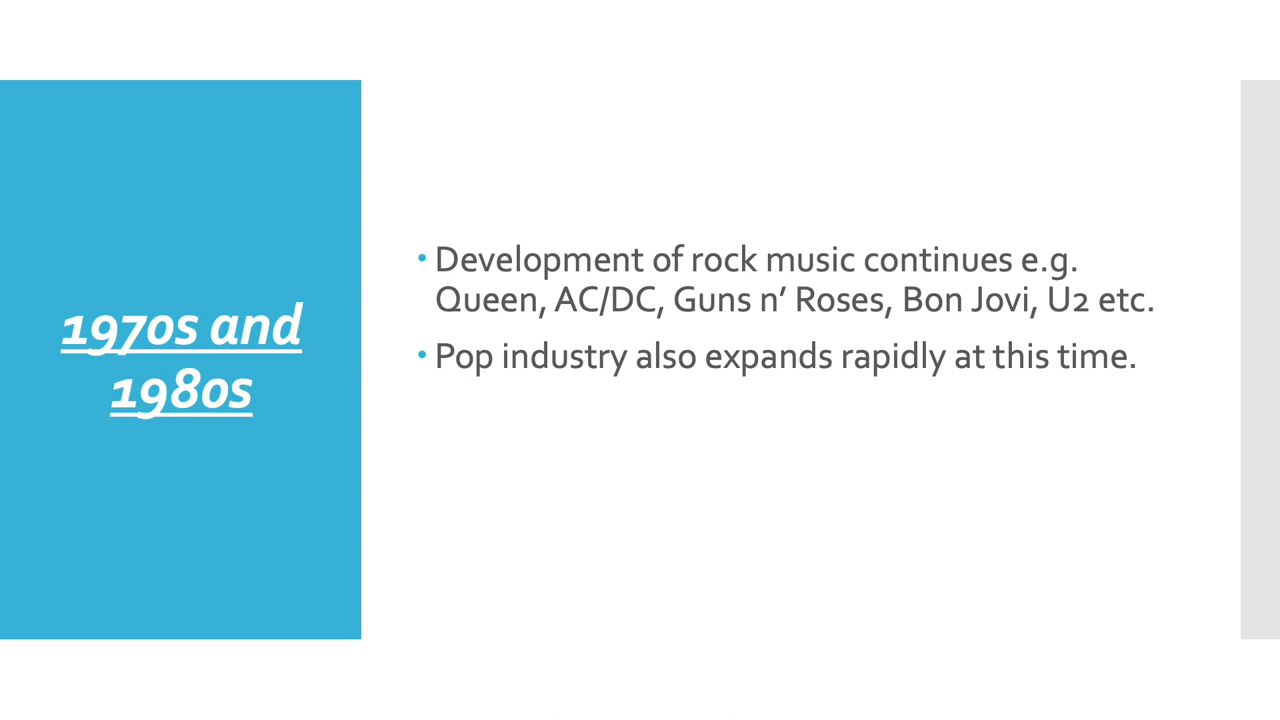 1970s and
1980s
• Development of rock music continues e.g.
Queen, AC/DC, Guns n’ Roses, Bon Jovi, U2 etc.
• Pop industry also expands rapidly at this time.